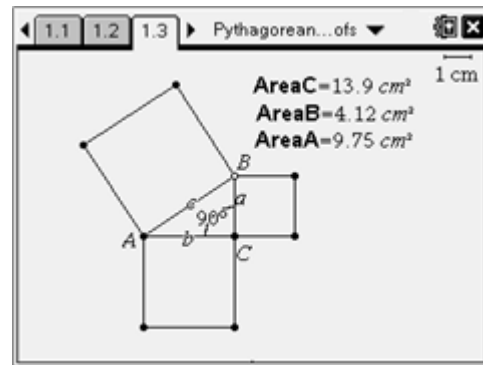 1.1 1.2 1.3 Pythagorean...ofs
1 cm
AreaC=13.9 cm²
AreaB=4.12 cm²
AreaA=9.75 cm²
B
c a
90°
A b C